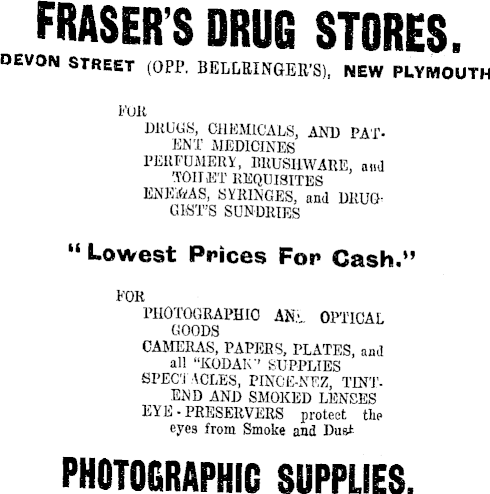 FRASER'S DRUG STORES.
DEVON STREET (OPP. BELLRINGER'S), NEW PLYMOUTH
FOR
DRUGS, CHEMICALS, AND PAT-
ENT MEDICINES
PERFUMERY, BRUSHWARE, and
TOILET REQUISITES
ENEMAS, SYRINGES, and DRUG-
GIST'S SUNDRIES
"Lowest Prices For Cash."
FOR
PHOTOGRAPHIC AND OPTICAL
GOODS
CAMERAS, PAPERS, PLATES, and
all "KODAK" SUPPLIES
SPECTACLES, PINCE-NEZ, TINT-
END AND SMOKED LENSES
EYE-PRESERVERS protect the
eyes from Smoke and Dust
PHOTOGRAPHIC SUPPLIES.